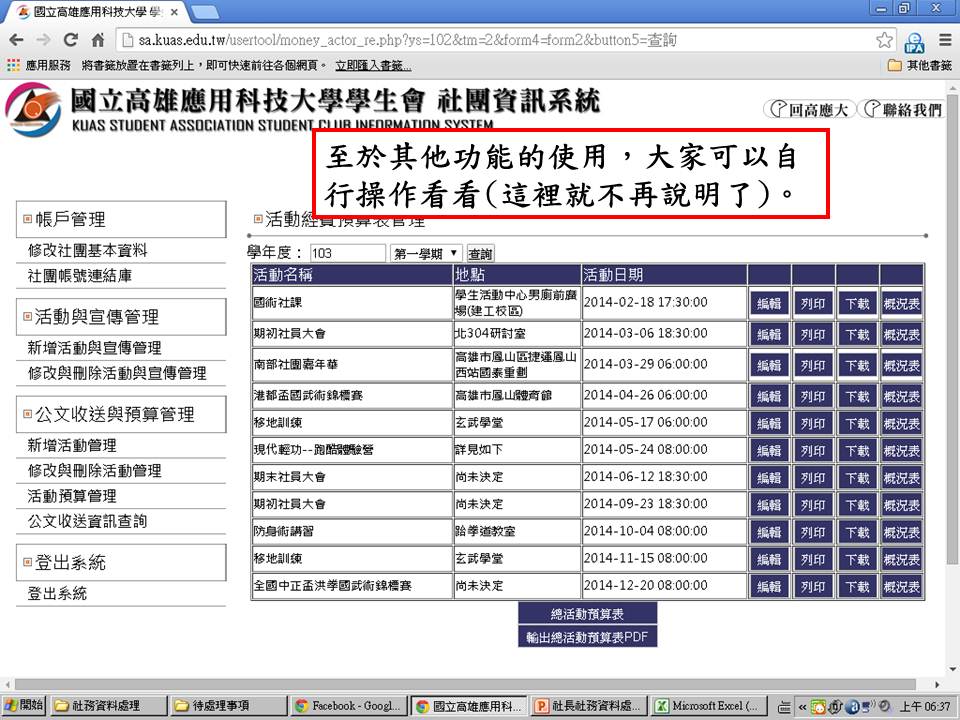 國立高雄應用科技大學 學
sa.kuas.edu.tw/usertool/money_actor_re.php?ys=102&tm=2&form4=form2&button5=查詢
應用服務 將書籤放置在書籤列上，即可快速前往各個網頁。 立即匯入書籤... 其他書籤
國立高雄應用科技大學學生會 社團資訊系統
KUAS STUDENT ASSOCIATION STUDENT CLUB INFORMATION SYSTEM
回高應大 聯絡我們
至於其他功能的使用，大家可以自
行操作看看(這裡就不再說明了)。
帳戶管理
修改社團基本資料
社團帳號連結庫
活動與宣傳管理
新增活動與宣傳管理
修改與刪除活動與宣傳管理
公文收送與預算管理
新增活動管理
修改與刪除活動管理
活動預算管理
公文收送資訊查詢
登出系統
登出系統
活動經費預算表管理
學年度： 103 第一學期 查詢
活動名稱 地點 活動日期
國術社課 學生活動中心男廁前廣場(建工校區) 2014-02-18 17:30:00 編輯 列印 下載 概況表
期初社員大會 北304研討室 2014-03-06 18:30:00 編輯 列印 下載 概況表
南部社團嘉年華 高雄市鳳山區捷運鳳山西站國泰重劃 2014-03-29 06:00:00 編輯 列印 下載 概況表
港都盃國武術錦標賽 高雄市鳳山體育館 2014-04-26 06:00:00 編輯 列印 下載 概況表
移地訓練 玄武學堂 2014-05-17 06:00:00 編輯 列印 下載 概況表
現代輕功--跑酷體驗營 詳見如下 2014-05-24 08:00:00 編輯 列印 下載 概況表
期末社員大會 尚未決定 2014-06-12 18:30:00 編輯 列印 下載 概況表
期初社員大會 尚未決定 2014-09-23 18:30:00 編輯 列印 下載 概況表
防身術講習 跆拳道教室 2014-10-04 08:00:00 編輯 列印 下載 概況表
移地訓練 玄武學堂 2014-11-15 08:00:00 編輯 列印 下載 概況表
全國中正盃洪拳國武術錦標賽 尚未決定 2014-12-20 08:00:00 編輯 列印 下載 概況表
總活動預算表
輸出總活動預算表PDF
開始 社務資料處理 待處理事項 Facebook - Googl... 國立高雄應用科... 社長社務資料處... Microsoft Excel (... 上午 06:37